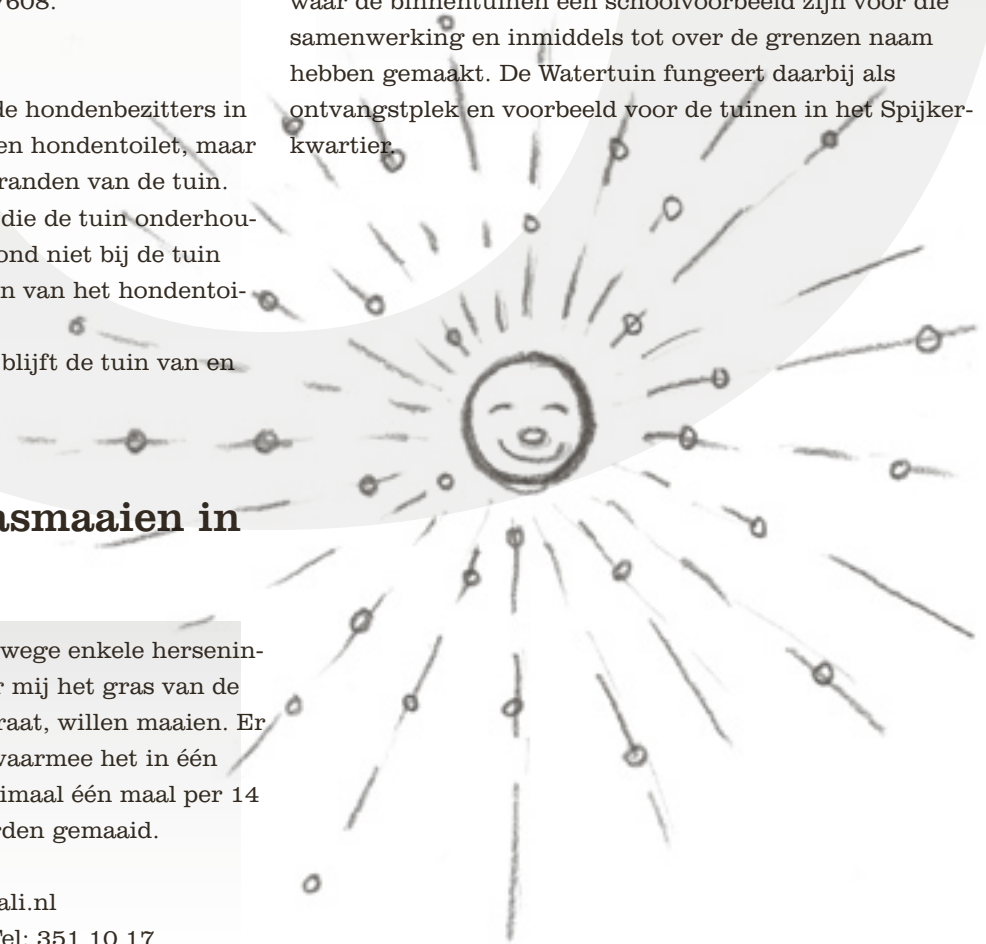 7608.
de hondenbezitters in
en hondentoilet, maar
randen van de tuin.
die de tuin onderhou-
ond niet bij de tuin
n van het hondentoi-
blijft de tuin van en
asmaaien in
wege enkele hersenin-
r mij het gras van de
raat, willen maaien. Er
waarmee het in één
imaal één maal per 14
rden gemaaid.
ali.nl
Tel: 351 10 17
waar de binnentuinen een schoolvoorbeeld zijn voor die
samenwerking en inmiddels tot over de grenzen naam
hebben gemaakt. De Watertuin fungeert daarbij als
ontvangstplek en voorbeeld voor de tuinen in het Spijker-
kwartier.